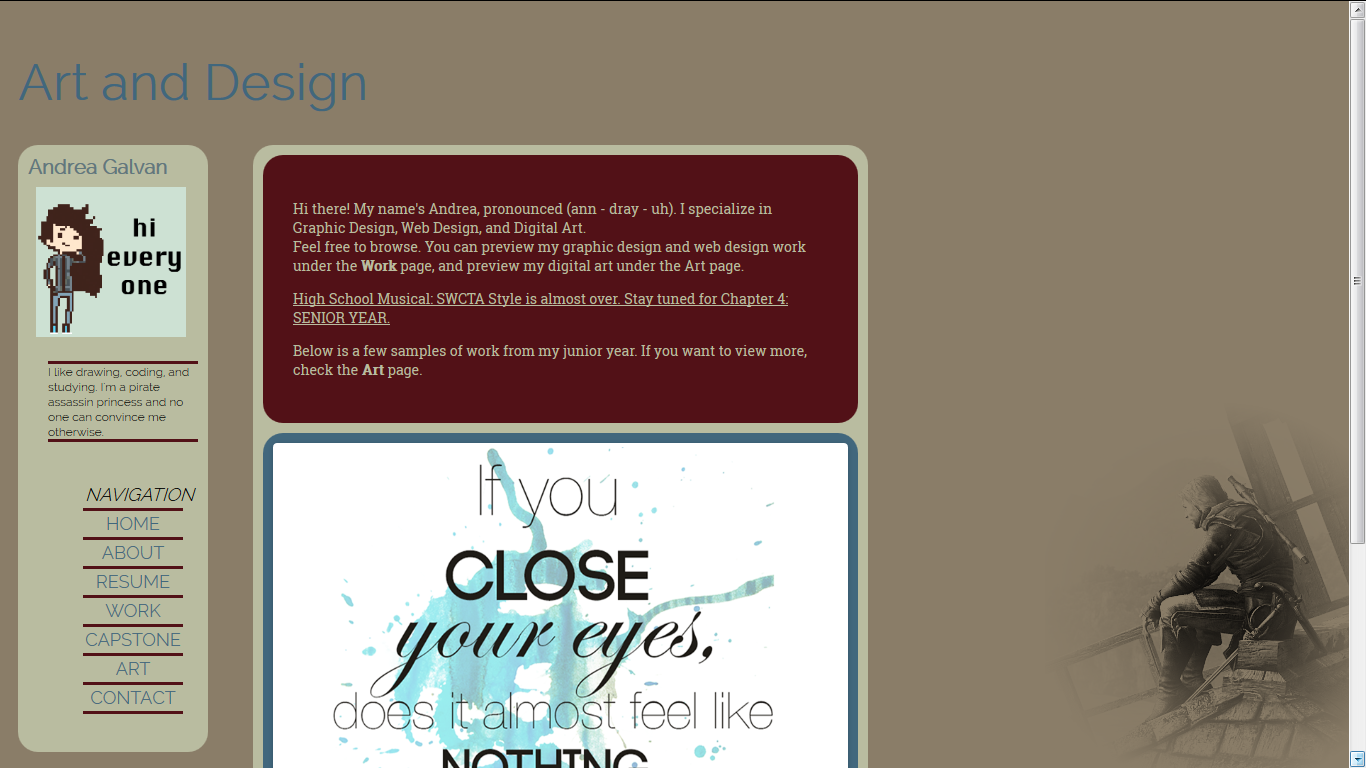 Art and Design
Andrea Galvan
hi
every
one
I like drawing, coding, and
studying. I'm a pirate
assassin princess and no
one can convince me
otherwise.
NAVIGATION
HOME
ABOUT
RESUME
WORK
CAPSTONE
ART
CONTACT
Hi there! My name's Andrea, pronounced (ann - dray - uh). I specialize in
Graphic Design, Web Design, and Digital Art.
Feel free to browse. You can preview my graphic design and web design work
under the Work page, and preview my digital art under the Art page.
High School Musical: SWCTA Style is almost over. Stay tuned for Chapter 4:
SENIOR YEAR.
Below is a few samples of work from my junior year. If you want to view more,
check the Art page.
If you
CLOSE
your eyes,
does it almost feel like
NOTHING